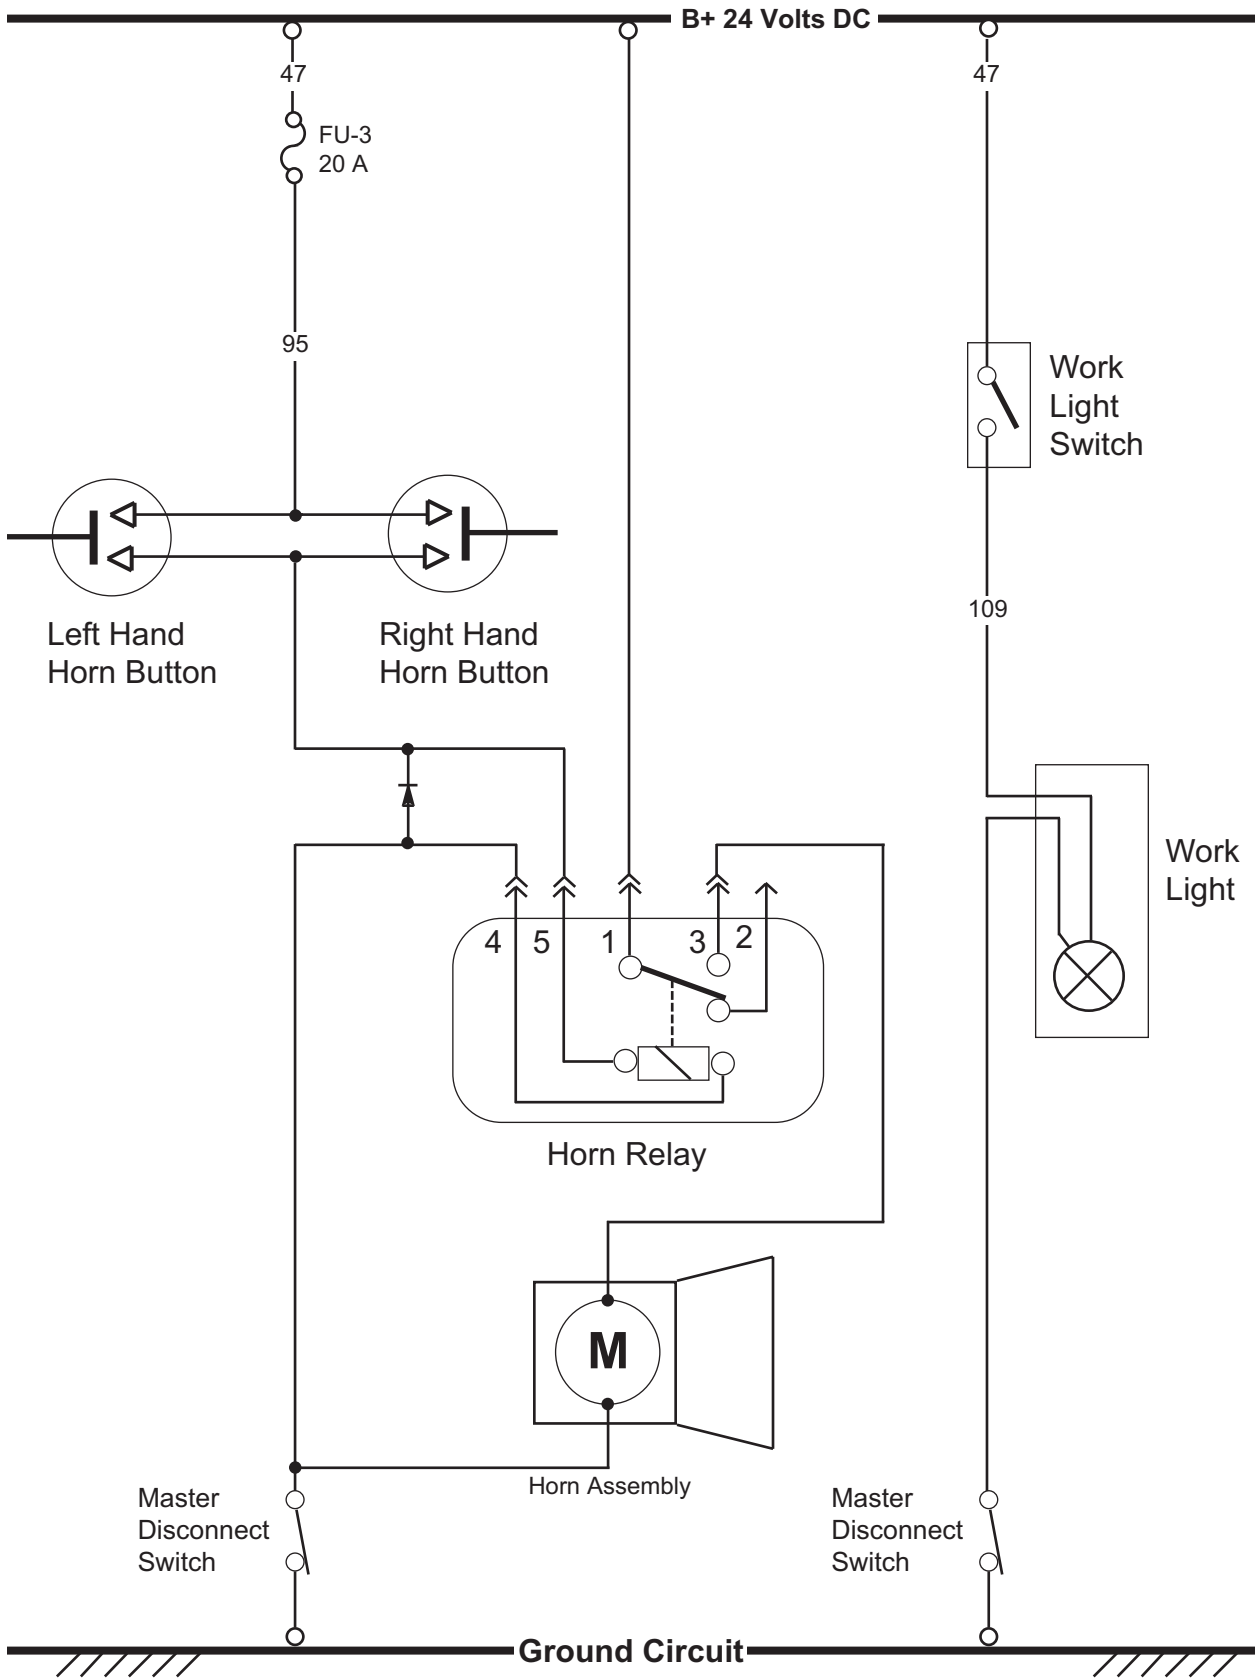 B+ 24 Volts DC
47
47
FU-3
20 A
95
Work
Light
Switch
109
Left Hand
Horn Button
Right Hand
Horn Button
Work
Light
4 5 1 3 2
Horn Relay
M
Horn Assembly
Master
Disconnect
Switch
Master
Disconnect
Switch
Ground Circuit